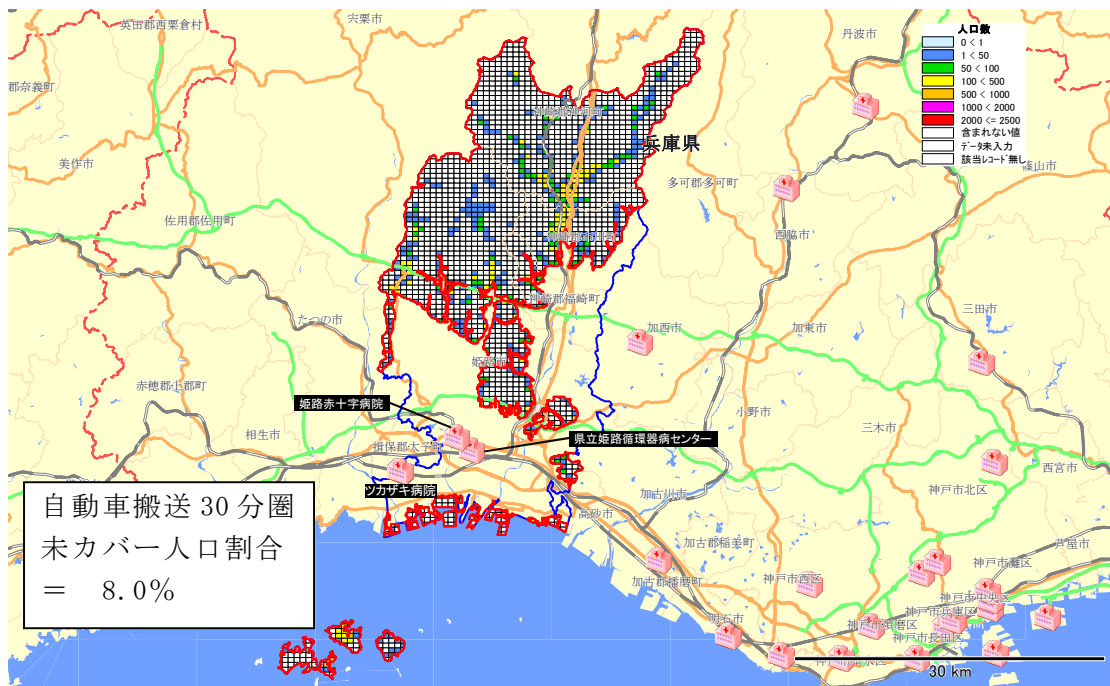 英田郡西粟倉村
宍粟市
丹波市
人口数
0 < 1
1 < 50
50 < 100
100 < 500
500 < 1000
1000 < 2000
2000 <= 2500
含まれない値
データ未入力
該当レコード無し
郡奈義町
美作市
兵庫県
多可郡多可町
篠山市
佐用郡佐用町
西脇市
神崎郡福崎町
たつの市
加西市
加東市
三田市
姫路市
赤穂郡上郡町
姫路赤十字病院
小野市
相生市
県立姫路循環器病センター
三木市
揖保郡太子町
西宮市
ツカザキ病院
加古川市
神戸市北区
高砂市
自動車搬送30分圏
未カバー人口割合
= 8.0%
加古郡稲美町
芦屋市
神戸市灘区
加古郡播磨町
神戸市西区
神戸市中央区
明石市
神戸市兵庫区
神戸市須磨区
神戸市長田区
神戸市垂水区
30 km